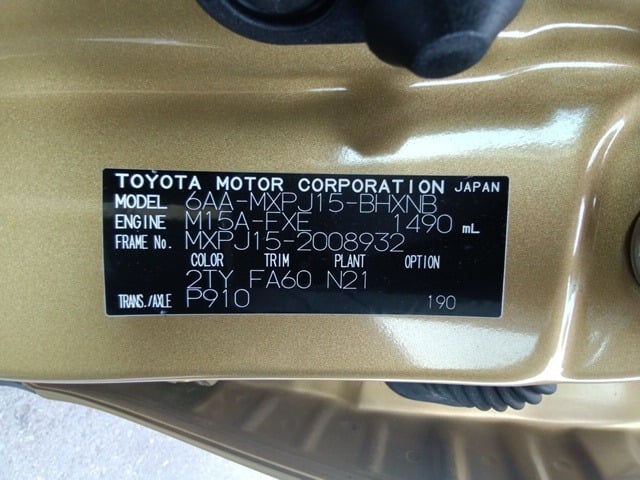 TOYOTA MOTOR CORPORATION JAPAN
MODEL 6AA-MXPJ15-BHXNB
ENGINE M15A-FXE 1490 mL
FRAME No. MXPJ15-2008932
COLOR TRIM PLANT OPTION
2TY FA60 N21
TRANS./AXLE P910 190